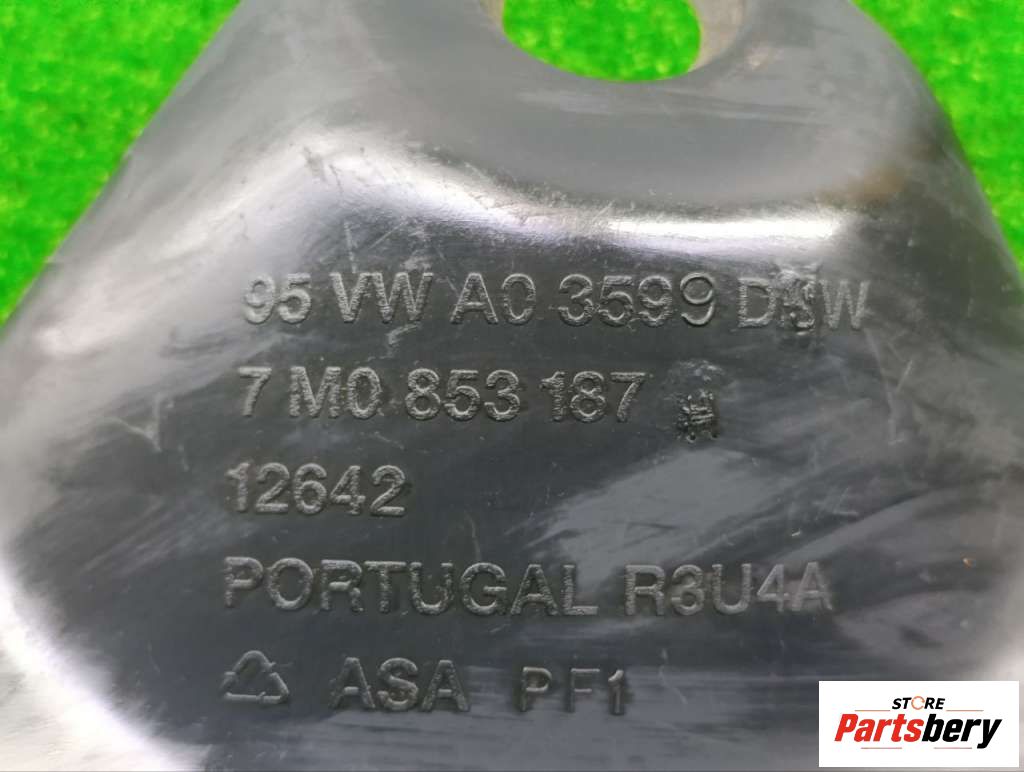 95 VW A0 3599
7 M0 853 187
12642
PORTUGAL R3U4A
ASA PF1
STORE
Partsbery